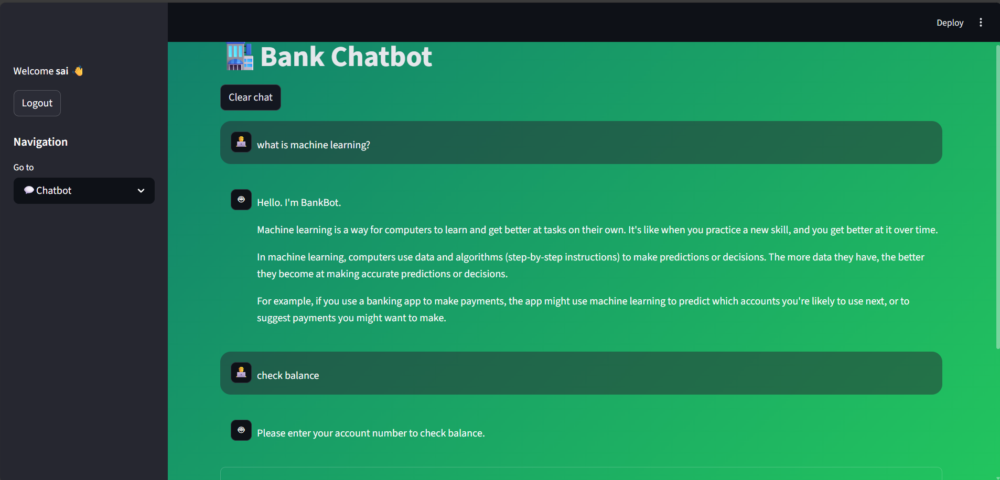 Deploy
Welcome sai 👋
Logout
Navigation
Go to
💬 Chatbot
🏦 Bank Chatbot
Clear chat
what is machine learning?
Hello. I'm BankBot.
Machine learning is a way for computers to learn and get better at tasks on their own. It's like when you practice a new skill, and you get better at it over time.
In machine learning, computers use data and algorithms (step-by-step instructions) to make predictions or decisions. The more data they have, the better
they become at making accurate predictions or decisions.
For example, if you use a banking app to make payments, the app might use machine learning to predict which accounts you're likely to use next, or to
suggest payments you might want to make.
check balance
Please enter your account number to check balance.